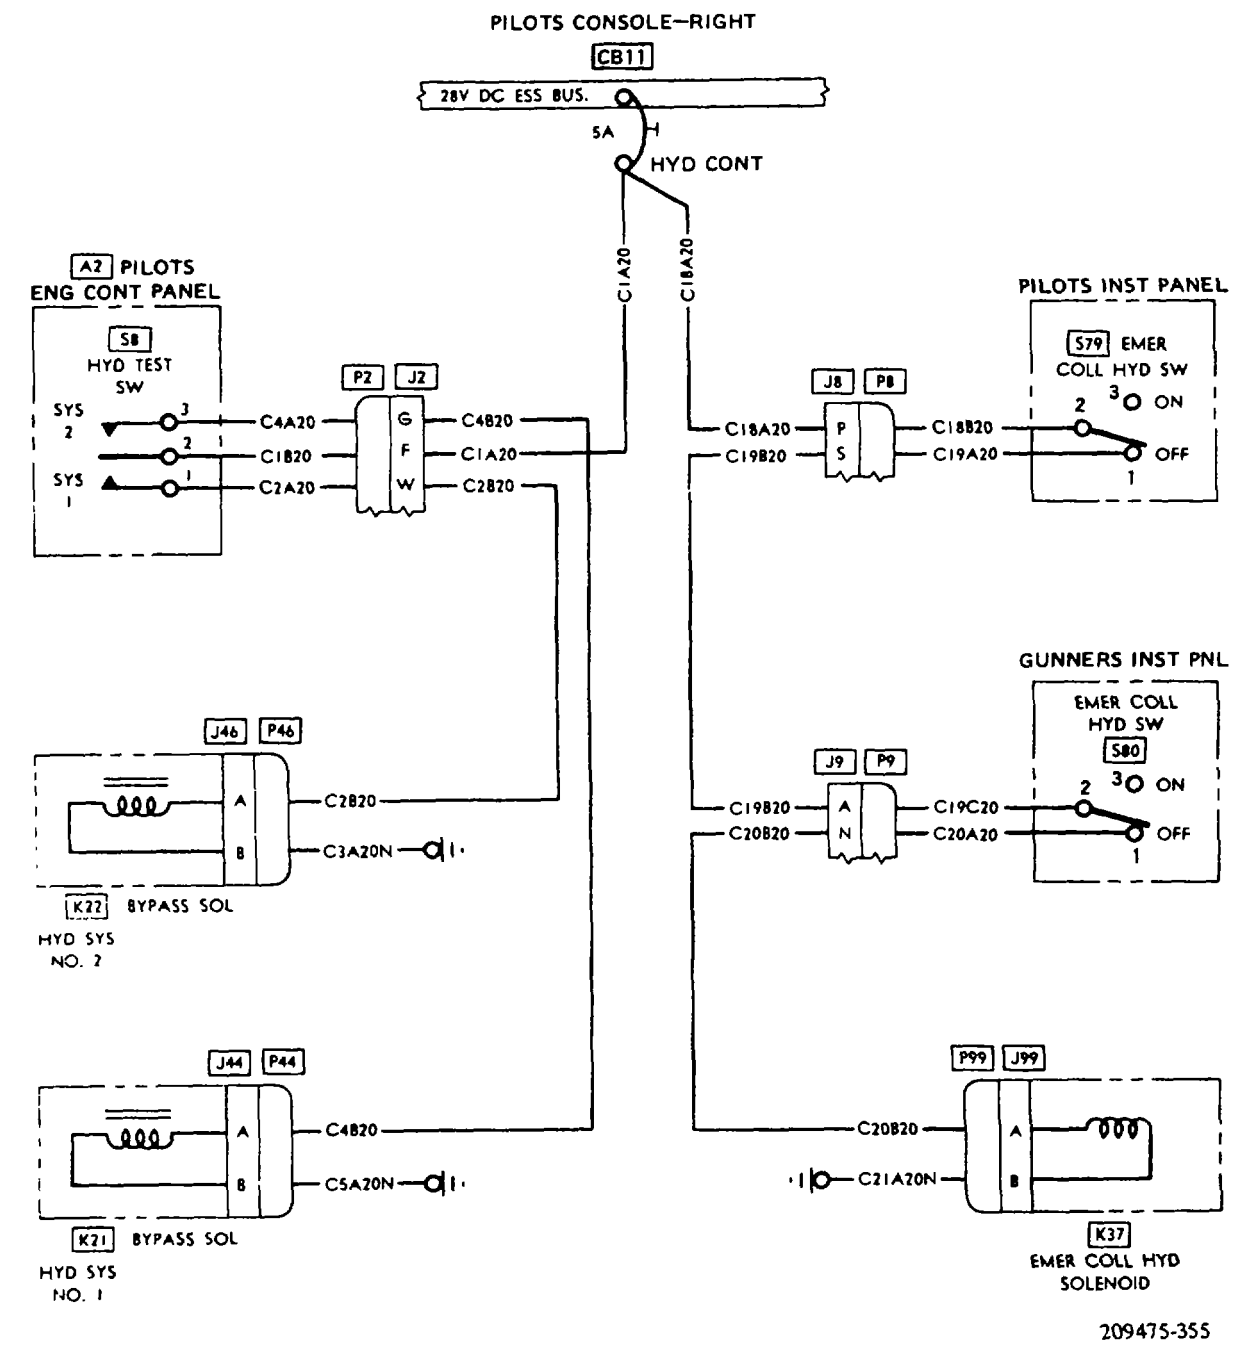 PILOTS CONSOLE—RIGHT
CB11
28V DC ESS BUS.
5A
HYD CONT
C1A20
C18A20
A2 PILOTS
ENG CONT PANEL
S8
HYD TEST
SW
SYS
2
3
2
SYS
1
1
C4A20
C1B20
C2A20
P2 J2
G
F
W
C4B20
C1A20
C2B20
PILOTS INST PANEL
S79 EMER
COLL HYD SW
3 ON
2
OFF
1
J8 P8
C18A20 P C18B20
C19B20 S C19A20
GUNNERS INST PNL
EMER COLL
HYD SW
S80
3 ON
2
OFF
1
J9 P9
C19B20 A C19C20
C20B20 N C20A20
J46 P46
A C2B20
B C3A20N
K22 BYPASS SOL
HYD SYS
NO. 2
J44 P44
A C4B20
B C5A20N
K21 BYPASS SOL
HYD SYS
NO. 1
P99 J99
C20B20 A
C21A20N B
K37
EMER COLL HYD
SOLENOID
209475-355